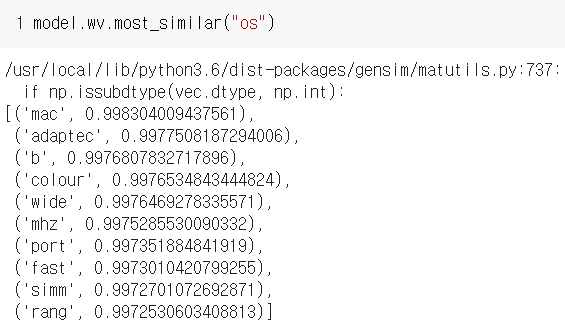 1 model.wv.most_similar("os")
/usr/local/lib/python3.6/dist-packages/gensim/matutils.py:737:
if np.issubdtype(vec.dtype, np.int):
[('mac', 0.998304009437561),
('adaptec', 0.9977508187294006),
('b', 0.9976807832717896),
('colour', 0.9976534843444824),
('wide', 0.9976469278335571),
('mhz', 0.9975285530090332),
('port', 0.997351884841919),
('fast', 0.9973010420799255),
('simm', 0.9972701072692871),
('rang', 0.9972530603408813)]